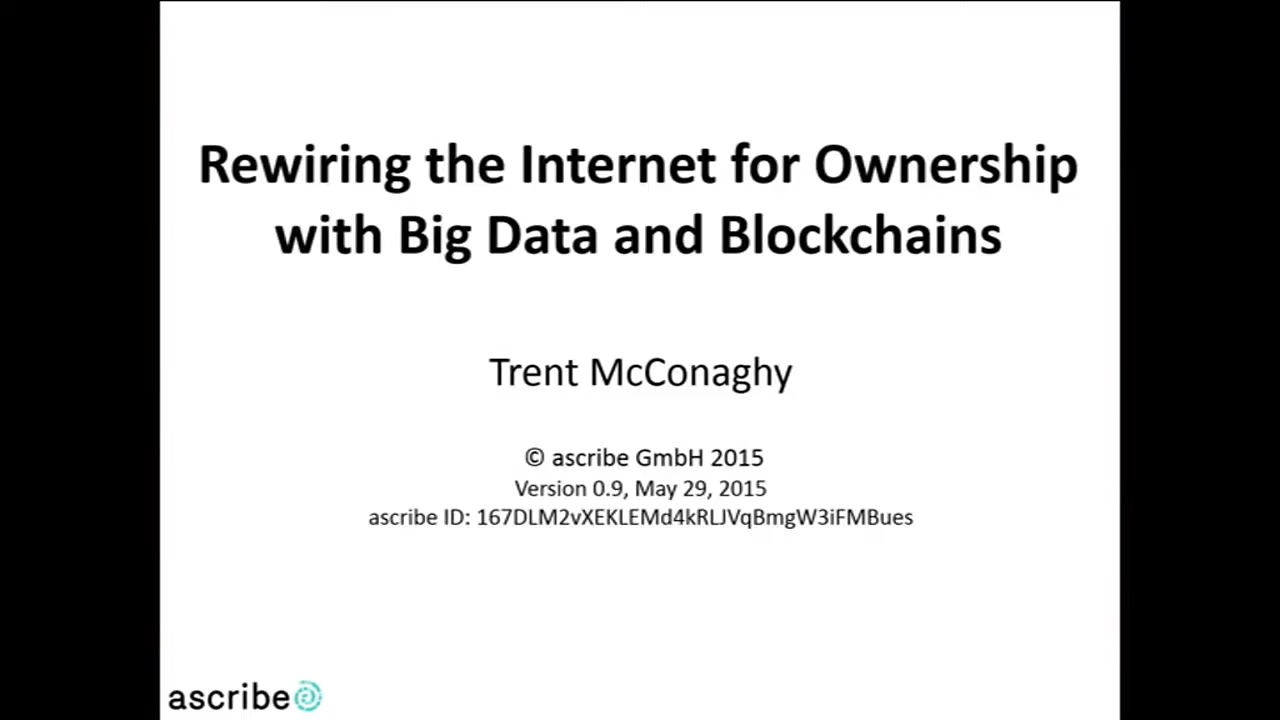 Rewiring the Internet for Ownership
with Big Data and Blockchains
Trent McConaghy
© ascribe GmbH 2015
Version 0.9, May 29, 2015
ascribe ID: 167DLM2vXEKLEMd4kRLJVqBmgW3iFMBues
ascribe